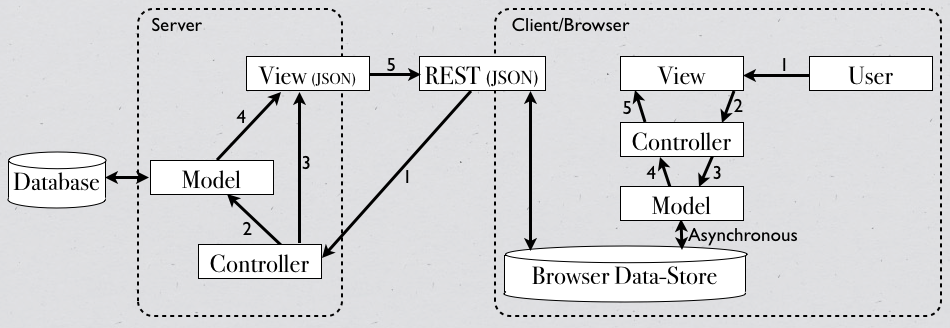 Server
Client/Browser
View (JSON)
5
REST (JSON)
View
1
User
4
5
2
3
1
Controller
Database
Model
4
3
2
Model
Controller
Asynchronous
Browser Data-Store